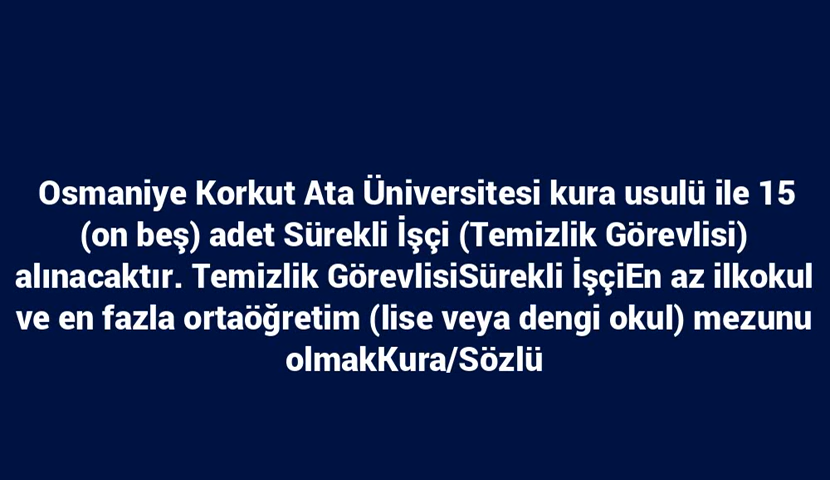 Osmaniye Korkut Ata Üniversitesi kura usulü ile 15
(on beş) adet Sürekli İşçi (Temizlik Görevlisi)
alınacaktır. Temizlik GörevlisiSürekli İşçiEn az ilkokul
ve en fazla ortaöğretim (lise veya dengi okul) mezunu
olmakKura/Sözlü